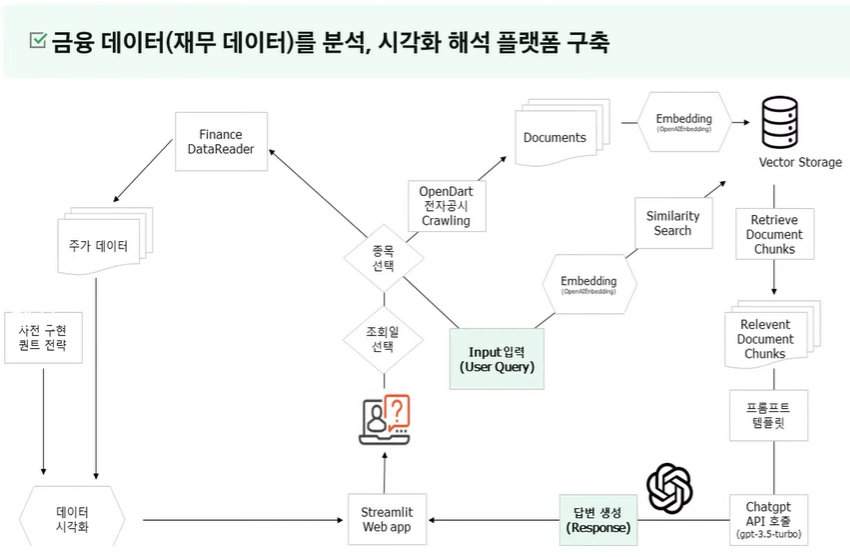 금융 데이터(재무 데이터)를 분석, 시각화 해석 플랫폼 구축
Finance
DataReader
Documents
Embedding
(OpenAIEmbedding)
Vector Storage
OpenDart
전자공시
Crawling
주가 데이터
종목
선택
Similarity
Search
Retrieve
Document
Chunks
Embedding
(OpenAIEmbedding)
사전 구현
퀀트 전략
조회일
선택
Input입력
(User Query)
Relevent
Document
Chunks
프롬프트
템플릿
데이터
시각화
Streamlit
Web app
답변 생성
(Response)
Chatgpt
API 호출
(gpt-3.5-turbo)